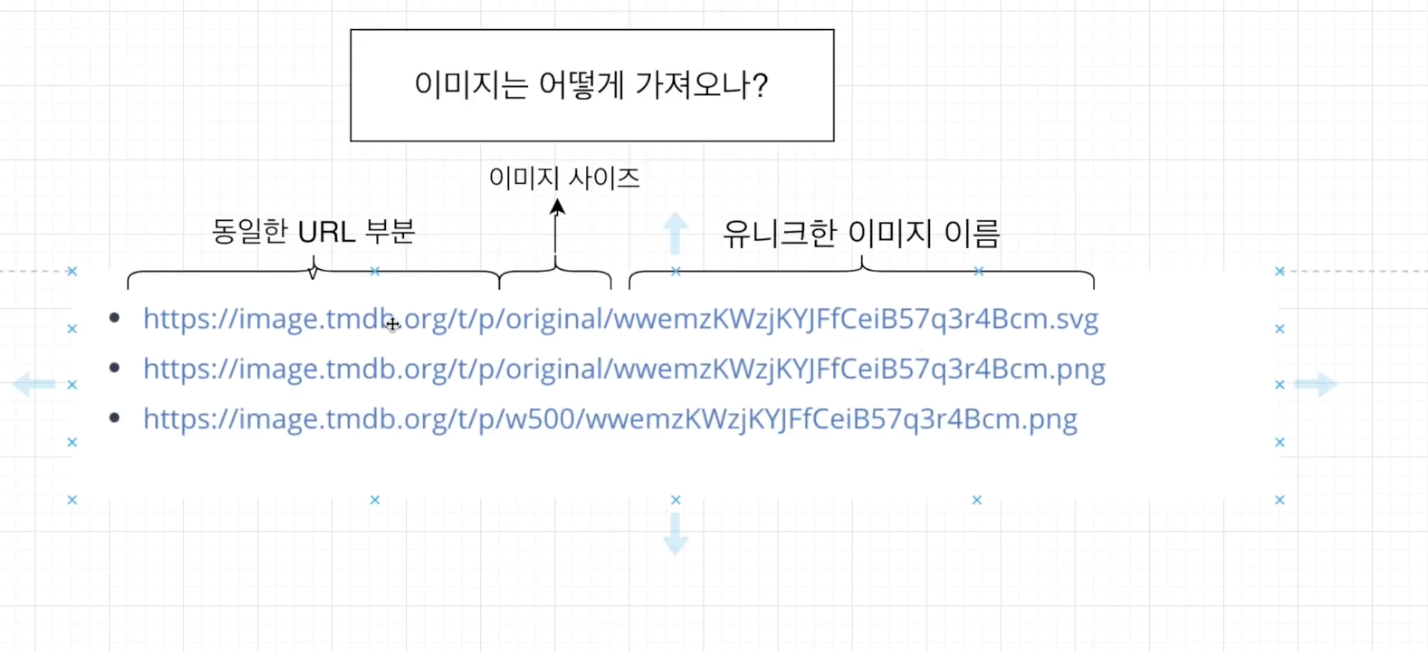 이미지는 어떻게 가져오나?
이미지 사이즈
동일한 URL 부분
유니크한 이미지 이름
• https://image.tmdb.org/t/p/original/wwemzKWzjKYJFfCeiB57q3r4Bcm.svg
• https://image.tmdb.org/t/p/original/wwemzKWzjKYJFfCeiB57q3r4Bcm.png
• https://image.tmdb.org/t/p/w500/wwemzKWzjKYJFfCeiB57q3r4Bcm.png